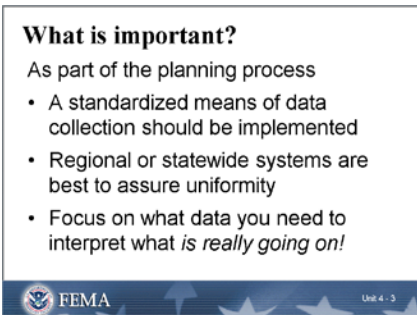 What is important?
As part of the planning process
• A standardized means of data
collection should be implemented
• Regional or statewide systems are
best to assure uniformity
• Focus on what data you need to
interpret what is really going on!
FEMA
Unit 4 - 3